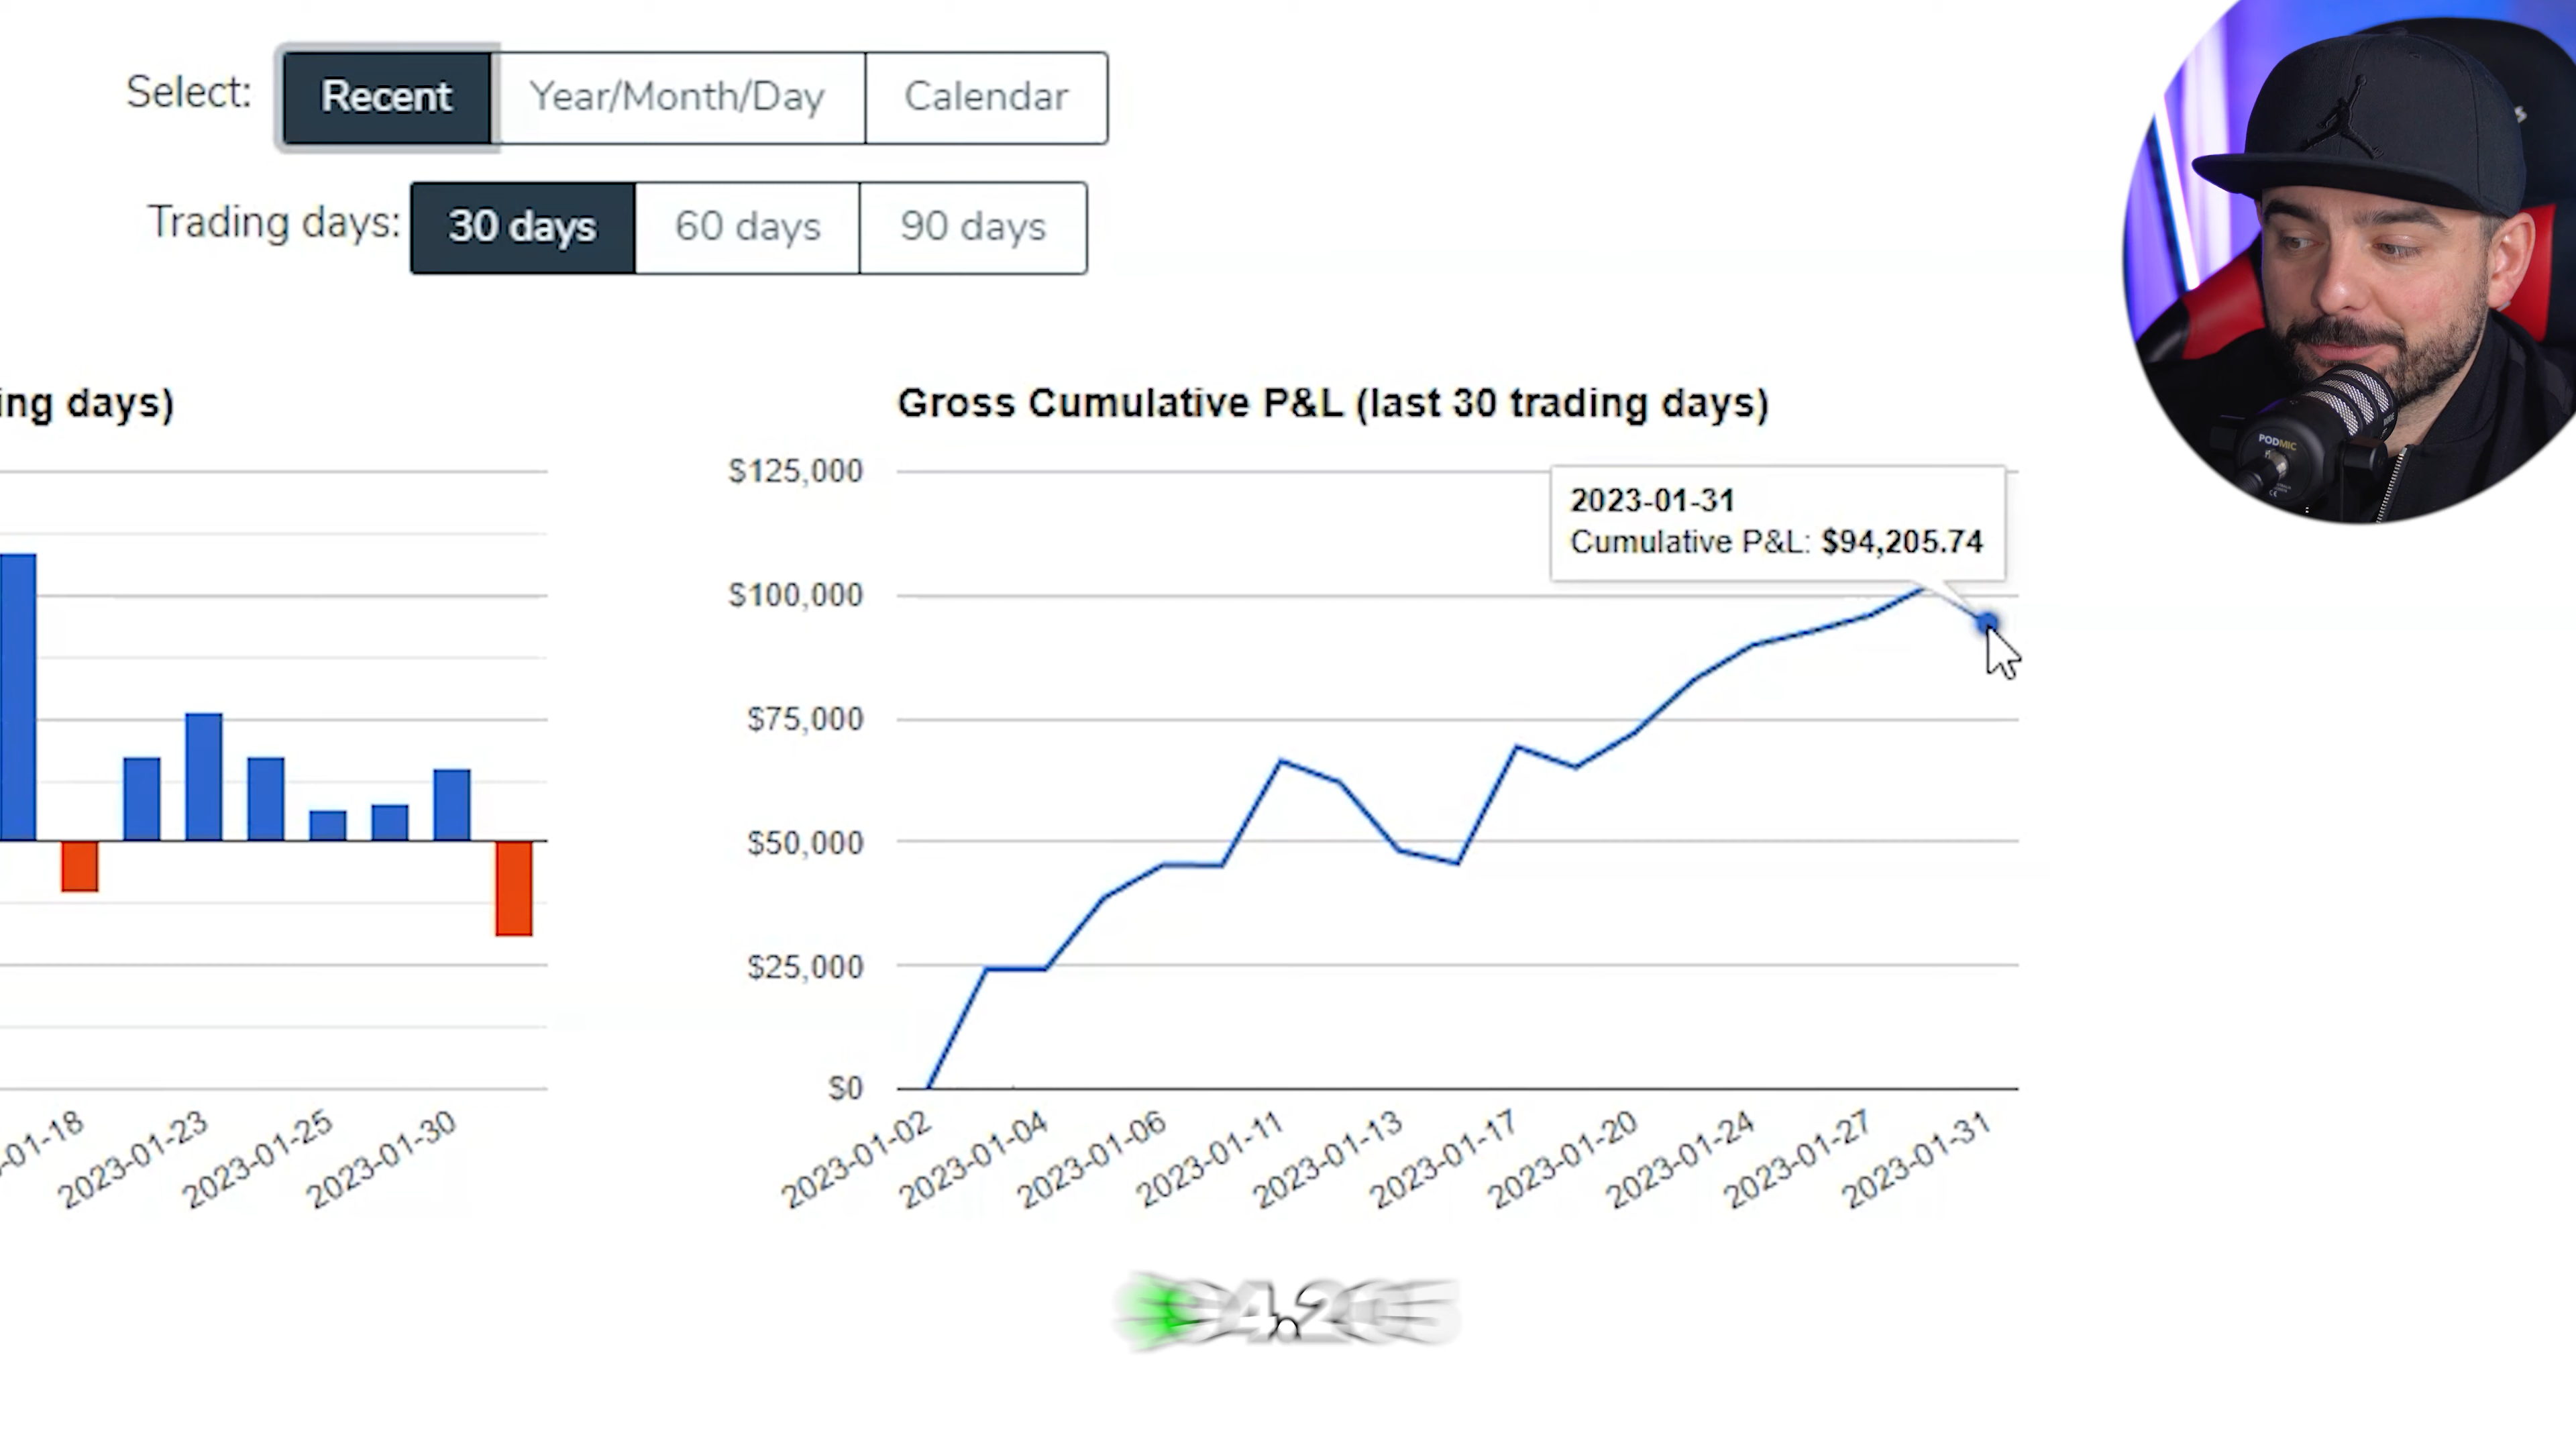 Select: Recent Year/Month/Day Calendar
Trading days: 30 days 60 days 90 days
ing days)
Gross Cumulative P&L (last 30 trading days)
$125,000
2023-01-31
Cumulative P&L: $94,205.74
$100,000
$75,000
$50,000
$25,000
$0
-01-18 2023-01-23 2023-01-25 2023-01-30
2023-01-02 2023-01-04 2023-01-06 2023-01-11 2023-01-13 2023-01-17 2023-01-20 2023-01-24 2023-01-27 2023-01-31
PODMIC